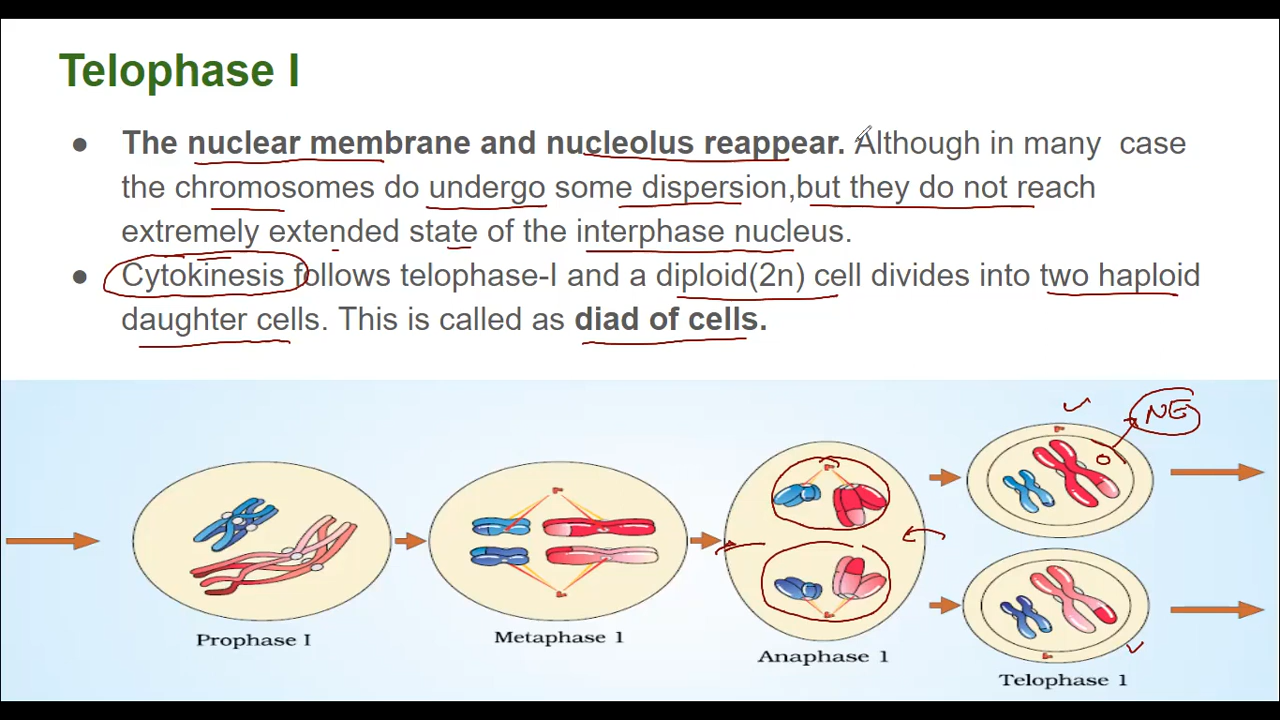 Telophase I
● The nuclear membrane and nucleolus reappear. Although in many case
the chromosomes do undergo some dispersion,but they do not reach
extremely extended state of the interphase nucleus.
● Cytokinesis follows telophase-I and a diploid(2n) cell divides into two haploid
daughter cells. This is called as diad of cells.
NE
Prophase I
Metaphase 1
Anaphase 1
Telophase 1